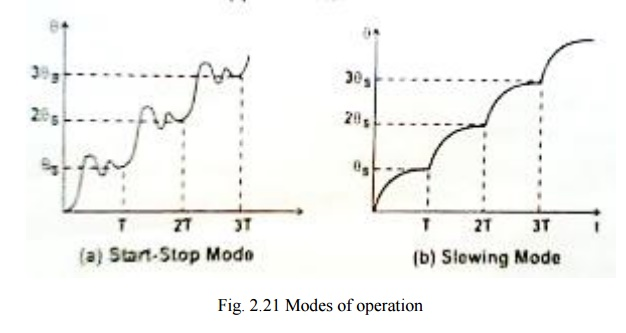 θ
3θs
2θs
θs
T 2T 3T
(a) Start-Stop Mode
θ
3θs
2θs
θs
T 2T 3T t
(b) Slewing Mode
Fig. 2.21 Modes of operation